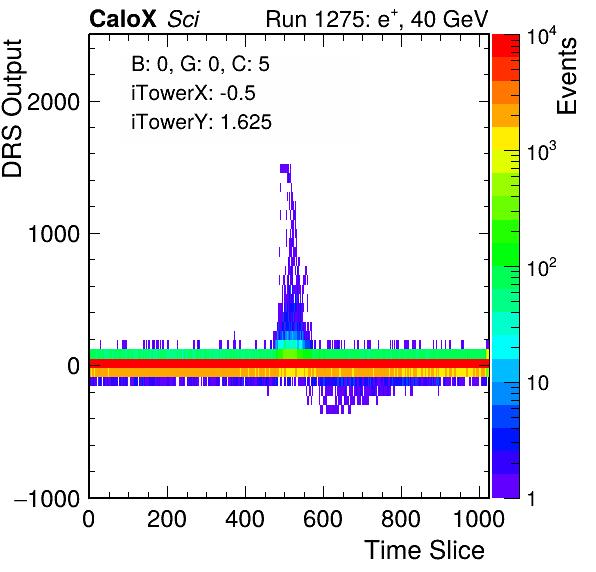 CaloX Sci Run 1275: e⁺, 40 GeV
B: 0, G: 0, C: 5
iTowerX: -0.5
iTowerY: 1.625
DRS Output
2000
1000
0
−1000
0 200 400 600 800 1000
Time Slice
Events
10⁴
10³
10²
10
1